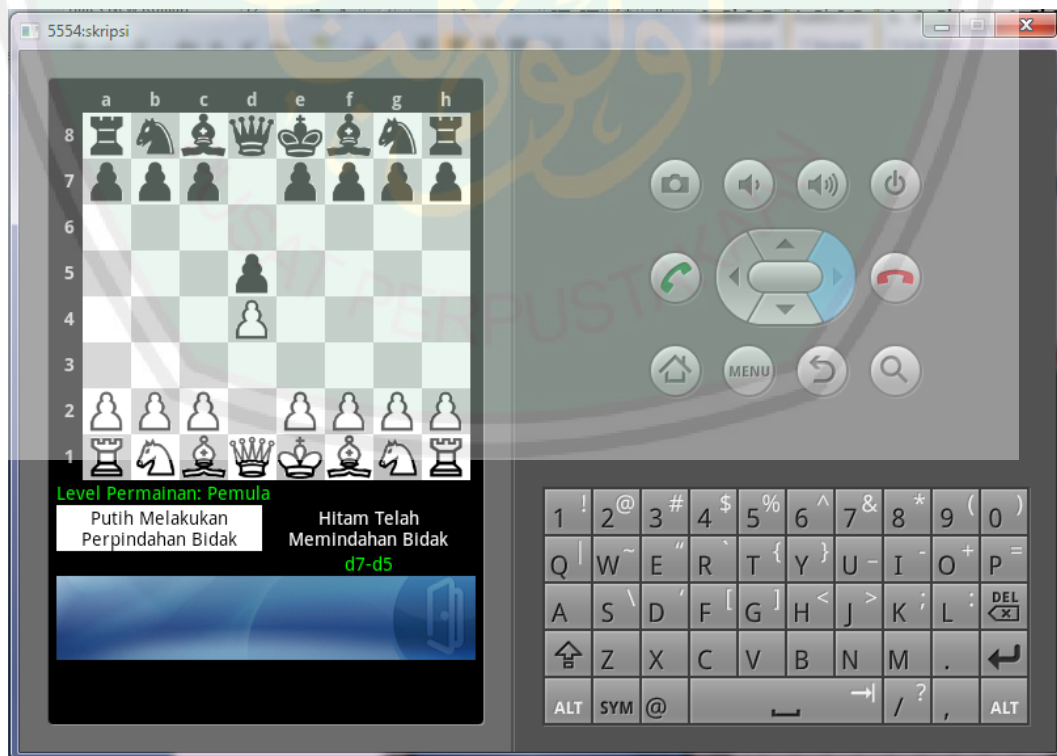 5554:skripsi
a b c d e f g h
8
7
6
5
4
3
2
1
Level Permainan: Pemula
Putih Melakukan
Perpindahan Bidak
Hitam Telah
Memindahan Bidak
d7-d5
MENU
PUSAT PERPUSTAKAAN
1 ! 2 @ 3 # 4 $ 5 % 6 ^ 7 & 8 * 9 ( 0 )
Q | W ~ E " R ` T { Y } U _ I - O + P =
A S \ D ' F [ G ] H < J > K ; L : DEL
Z X C V B N M .
ALT SYM @ / ? , ALT